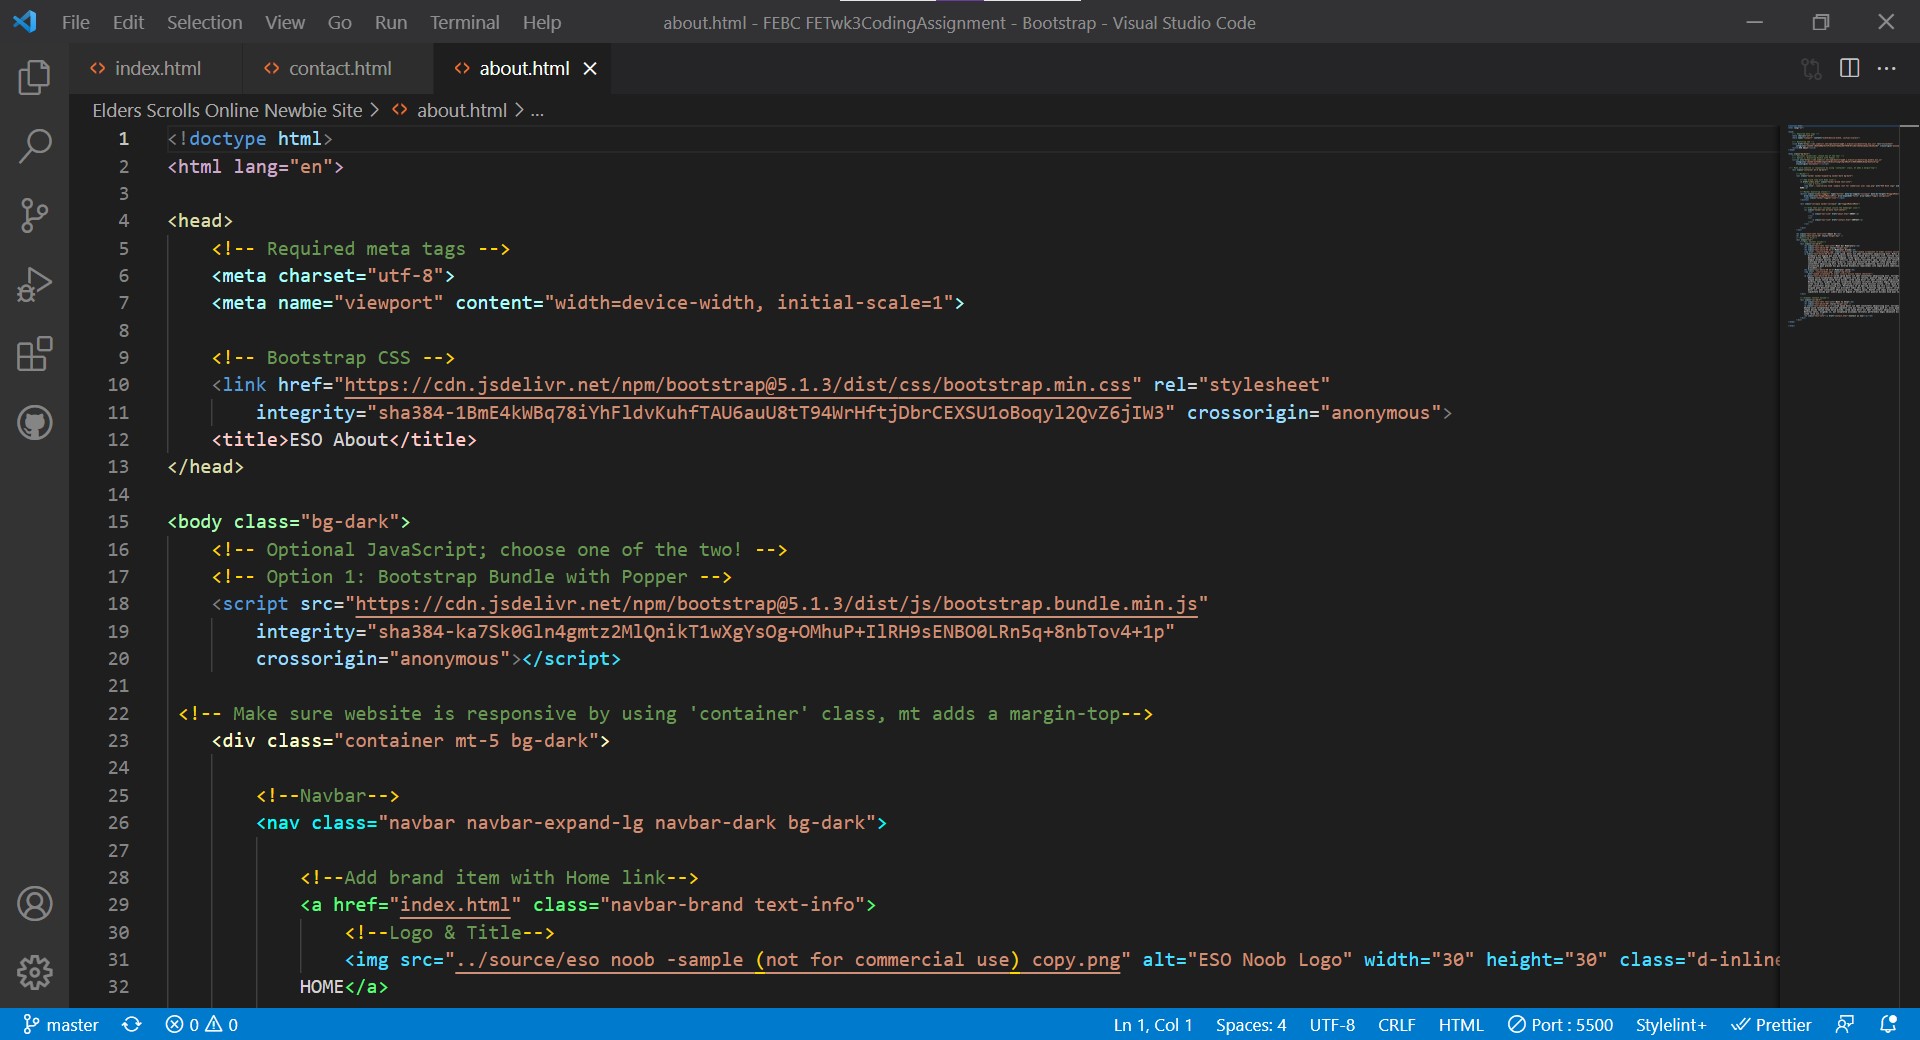 File Edit Selection View Go Run Terminal Help about.html - FEBC FETwk3CodingAssignment - Bootstrap - Visual Studio Code
index.html contact.html about.html
Elders Scrolls Online Newbie Site > about.html > ...
1 <!doctype html>
2 <html lang="en">
3
4 <head>
5 <!-- Required meta tags -->
6 <meta charset="utf-8">
7 <meta name="viewport" content="width=device-width, initial-scale=1">
8
9 <!-- Bootstrap CSS -->
10 <link href="https://cdn.jsdelivr.net/npm/bootstrap@5.1.3/dist/css/bootstrap.min.css" rel="stylesheet"
11 integrity="sha384-1BmE4kWBq78iYhFldvKuhfTAU6auU8tT94WrHftjDbrCEXSU1oBoqyl2QvZ6jIW3" crossorigin="anonymous">
12 <title>ESO About</title>
13 </head>
14
15 <body class="bg-dark">
16 <!-- Optional JavaScript; choose one of the two! -->
17 <!-- Option 1: Bootstrap Bundle with Popper -->
18 <script src="https://cdn.jsdelivr.net/npm/bootstrap@5.1.3/dist/js/bootstrap.bundle.min.js"
19 integrity="sha384-ka7Sk0Gln4gmtz2MlQnikT1wXgYsOg+OMhuP+IlRH9sENBO0LRn5q+8nbTov4+1p"
20 crossorigin="anonymous"></script>
21
22 <!-- Make sure website is responsive by using 'container' class, mt adds a margin-top-->
23 <div class="container mt-5 bg-dark">
24
25 <!--Navbar-->
26 <nav class="navbar navbar-expand-lg navbar-dark bg-dark">
27
28 <!--Add brand item with Home link-->
29 <a href="index.html" class="navbar-brand text-info">
30 <!--Logo & Title-->
31 <img src="../source/eso noob -sample (not for commercial use) copy.png" alt="ESO Noob Logo" width="30" height="30" class="d-inline
32 HOME</a>
master 0 0 Ln 1, Col 1 Spaces: 4 UTF-8 CRLF HTML Port : 5500 Stylelint+ Prettier